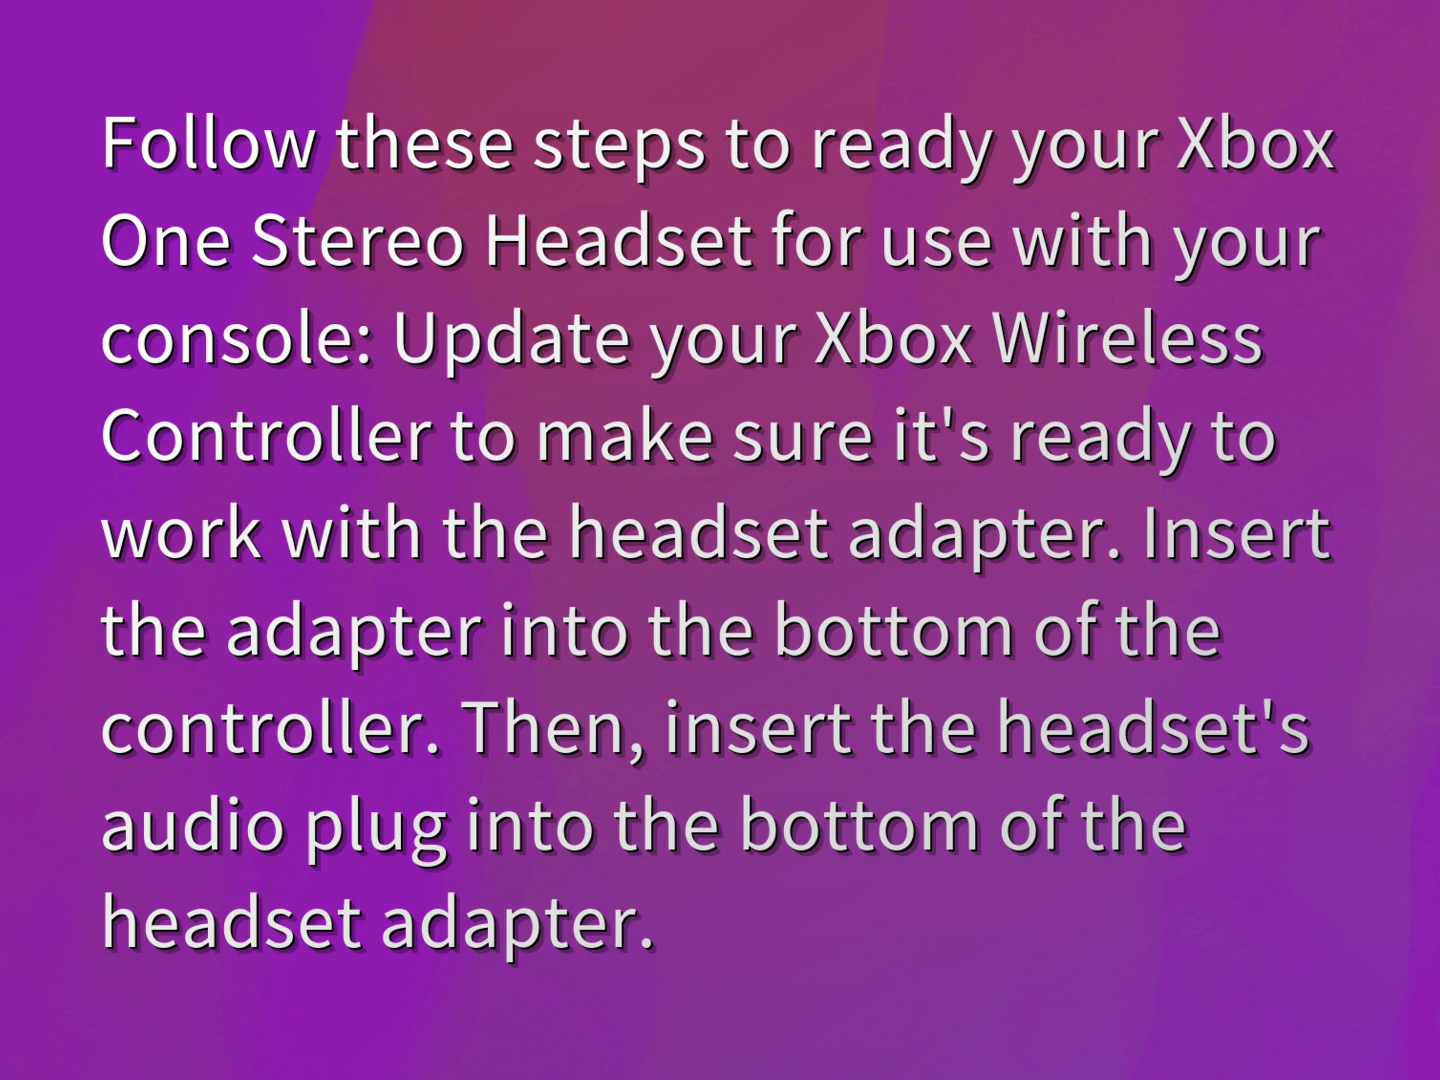 Follow these steps to ready your Xbox
One Stereo Headset for use with your
console: Update your Xbox Wireless
Controller to make sure it's ready to
work with the headset adapter. Insert
the adapter into the bottom of the
controller. Then, insert the headset's
audio plug into the bottom of the
headset adapter.